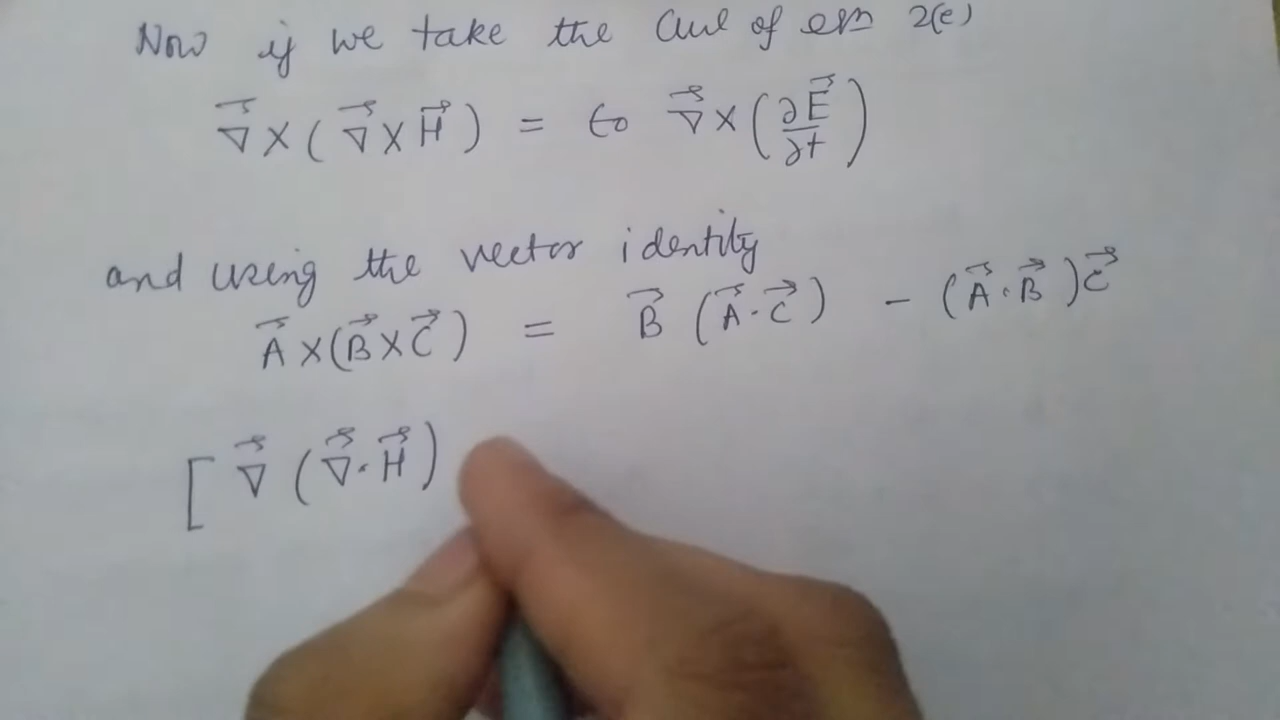 Now if we take the Curl of eqn 2(e)
∇⃗ × ( ∇⃗ × H⃗ ) = ϵ0 ∇⃗ × ( ∂E⃗/∂t )
and using the vector identity
A⃗ × (B⃗ × C⃗) = B⃗ (A⃗ · C⃗) − (A⃗ · B⃗) C⃗
[ ∇⃗ ( ∇⃗ · H⃗ )